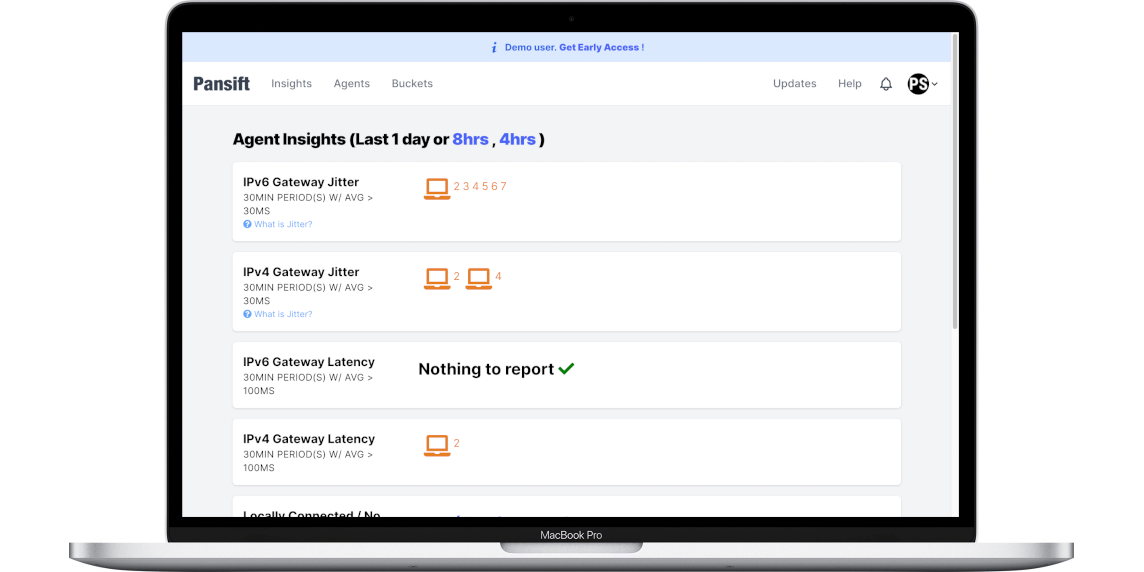 Demo user. Get Early Access !
Pansift Insights Agents Buckets Updates Help PS
Agent Insights (Last 1 day or 8hrs , 4hrs )
IPv6 Gateway Jitter
30MIN PERIOD(S) W/ AVG >
30MS
What is Jitter?
2 3 4 5 6 7
IPv4 Gateway Jitter
30MIN PERIOD(S) W/ AVG >
30MS
What is Jitter?
2 4
IPv6 Gateway Latency
30MIN PERIOD(S) W/ AVG >
100MS
Nothing to report
IPv4 Gateway Latency
30MIN PERIOD(S) W/ AVG >
100MS
2
Locally Connected / No
MacBook Pro